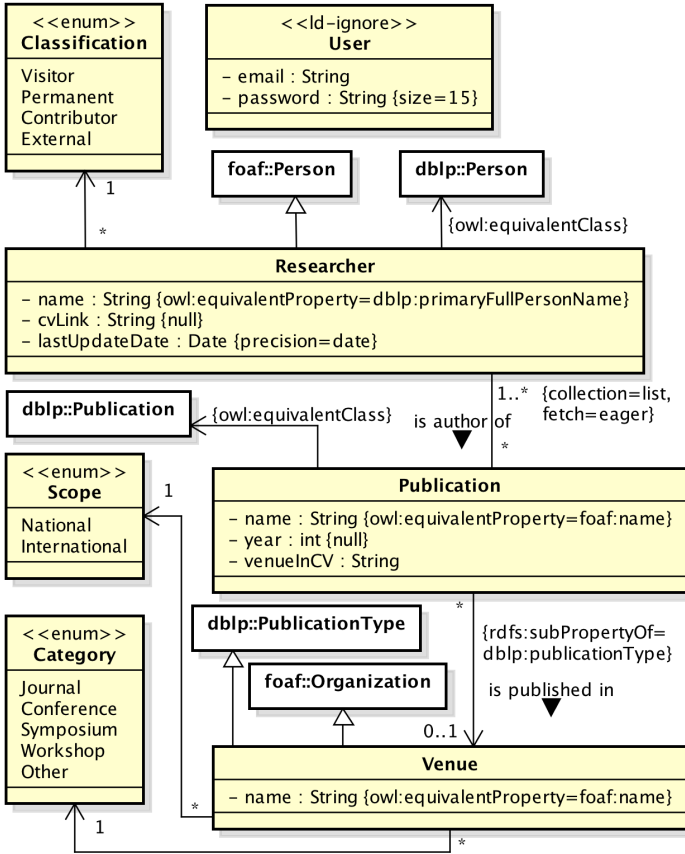 <<enum>>
Classification
Visitor
Permanent
Contributor
External
<<ld-ignore>>
User
- email : String
- password : String {size=15}
foaf::Person
dblp::Person
1
*
{owl:equivalentClass}
Researcher
- name : String {owl:equivalentProperty=dblp:primaryFullPersonName}
- cvLink : String {null}
- lastUpdateDate : Date {precision=date}
1..* {collection=list,
fetch=eager}
is author of
*
dblp::Publication
{owl:equivalentClass}
<<enum>>
Scope
National
International
1
Publication
- name : String {owl:equivalentProperty=foaf:name}
- year : int {null}
- venueInCV : String
*
{rdfs:subPropertyOf=
dblp:publicationType}
is published in
0..1
dblp::PublicationType
foaf::Organization
<<enum>>
Category
Journal
Conference
Symposium
Workshop
Other
Venue
- name : String {owl:equivalentProperty=foaf:name}
*
1
*